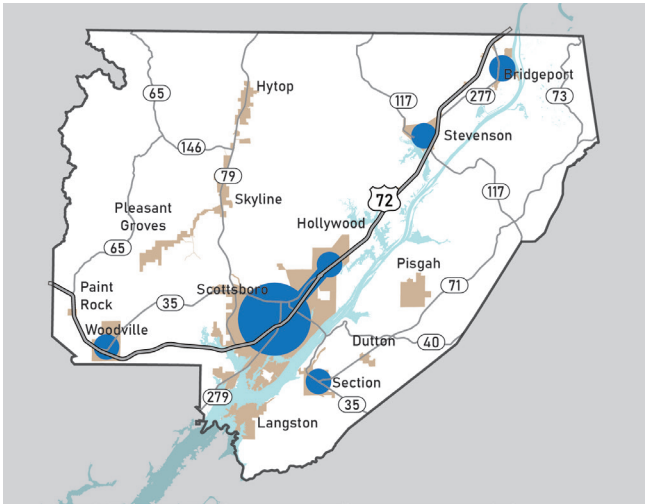 Bridgeport
65
Hytop
277
73
117
Stevenson
146
79
117
Skyline
72
Pleasant
Groves
Hollywood
65
Pisgah
71
Paint
Rock
Scottsboro
35
Woodville
Dutton
40
Section
279
35
Langston